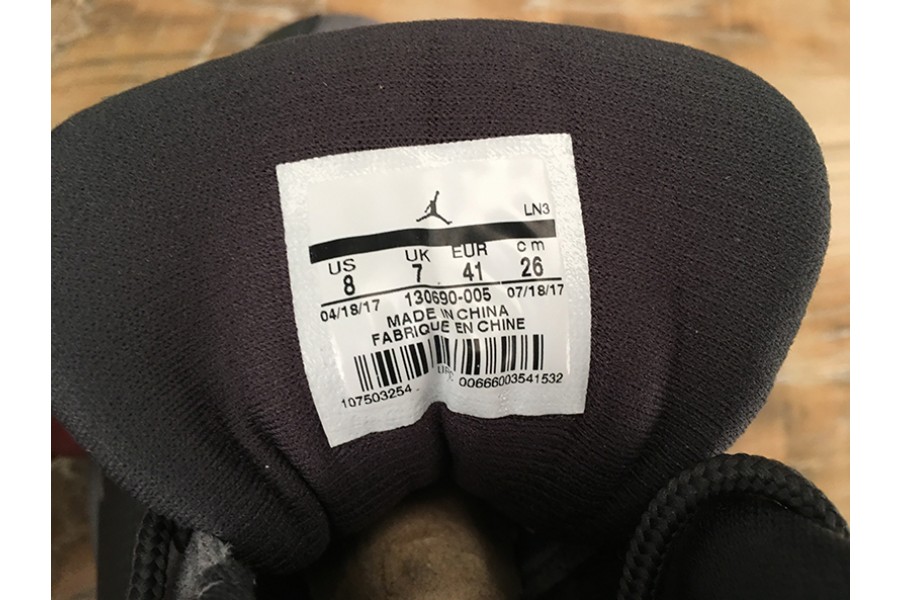 LN3
US UK EUR cm
8 7 41 26
04/18/17 130690-005 07/18/17
MADE IN CHINA
FABRIQUE EN CHINE
107503254 00666003541532